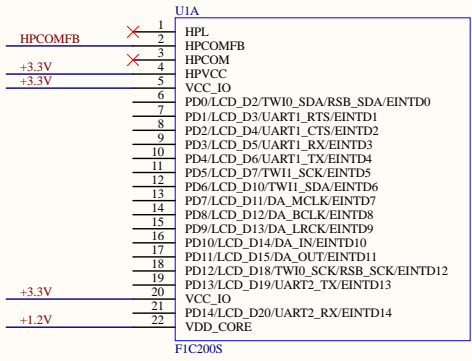 U1A
1 HPL
HPCOMFB 2 HPCOMFB
3 HPCOM
+3.3V 4 HPVCC
+3.3V 5 VCC_IO
6 PD0/LCD_D2/TWI0_SDA/RSB_SDA/EINTD0
7 PD1/LCD_D3/UART1_RTS/EINTD1
8 PD2/LCD_D4/UART1_CTS/EINTD2
9 PD3/LCD_D5/UART1_RX/EINTD3
10 PD4/LCD_D6/UART1_TX/EINTD4
11 PD5/LCD_D7/TWI1_SCK/EINTD5
12 PD6/LCD_D10/TWI1_SDA/EINTD6
13 PD7/LCD_D11/DA_MCLK/EINTD7
14 PD8/LCD_D12/DA_BCLK/EINTD8
15 PD9/LCD_D13/DA_LRCK/EINTD9
16 PD10/LCD_D14/DA_IN/EINTD10
17 PD11/LCD_D15/DA_OUT/EINTD11
18 PD12/LCD_D18/TWI0_SCK/RSB_SCK/EINTD12
19 PD13/LCD_D19/UART2_TX/EINTD13
+3.3V 20 VCC_IO
21 PD14/LCD_D20/UART2_RX/EINTD14
+1.2V 22 VDD_CORE
F1C200S